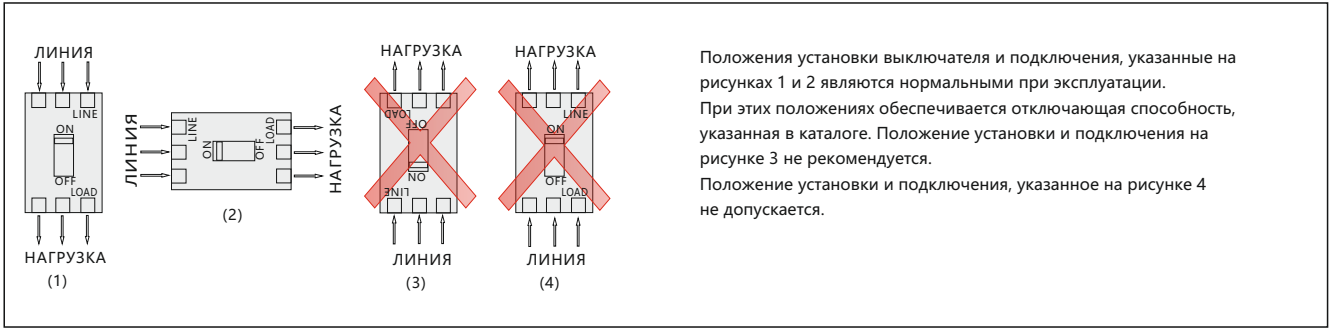 ЛИНИЯ
LINE
ON
OFF
LOAD
НАГРУЗКА
(1)
ЛИНИЯ
LINE
ON
OFF
LOAD
НАГРУЗКА
(2)
НАГРУЗКА
LOAD
OFF
ON
LINE
ЛИНИЯ
(3)
НАГРУЗКА
LINE
ON
OFF
LOAD
ЛИНИЯ
(4)
Положения установки выключателя и подключения, указанные на
рисунках 1 и 2 являются нормальными при эксплуатации.
При этих положениях обеспечивается отключающая способность,
указанная в каталоге. Положение установки и подключения на
рисунке 3 не рекомендуется.
Положение установки и подключения, указанное на рисунке 4
не допускается.